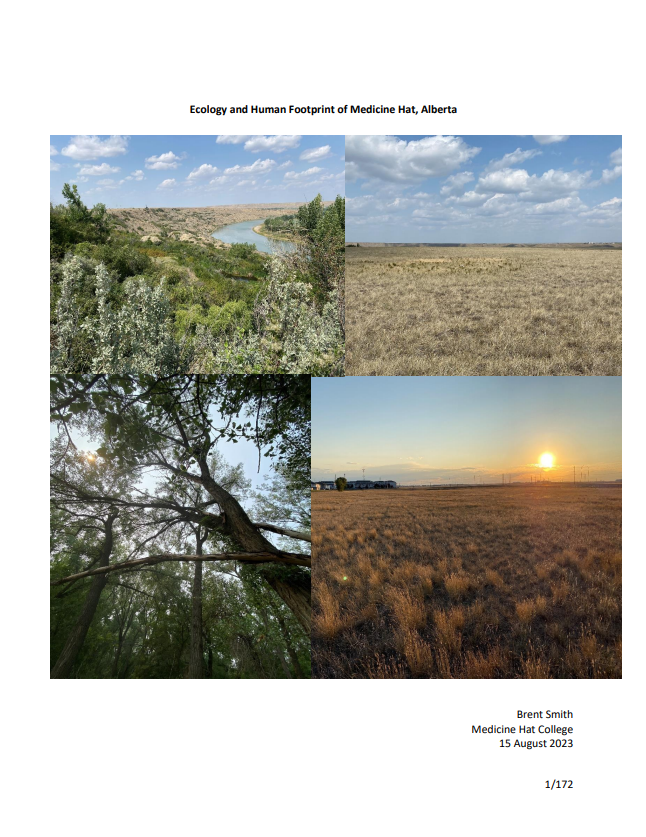 Ecology and Human Footprint of Medicine Hat, Alberta
Brent Smith
Medicine Hat College
15 August 2023
1/172